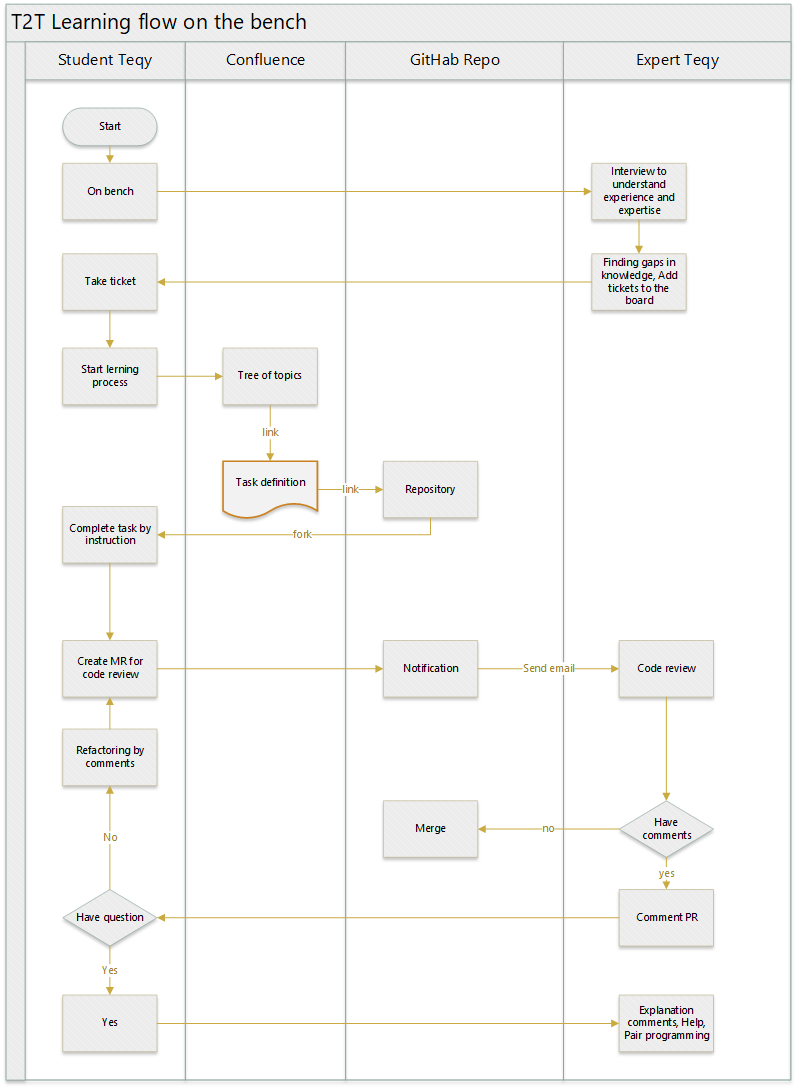 T2T Learning flow on the bench
Student Teqy
Confluence
GitHab Repo
Expert Teqy
Start
On bench
Interview to
understand
experience and
expertise
Take ticket
Finding gaps in
knowledge, Add
tickets to the
board
Start lerning
process
Tree of topics
link
Task definition
link
Repository
Complete task by
instruction
fork
Create MR for
code review
Notification
Send email
Code review
Refactoring by
comments
Merge
no
Have
comments
No
yes
Have question
Comment PR
Yes
Yes
Explanation
comments, Help,
Pair programming